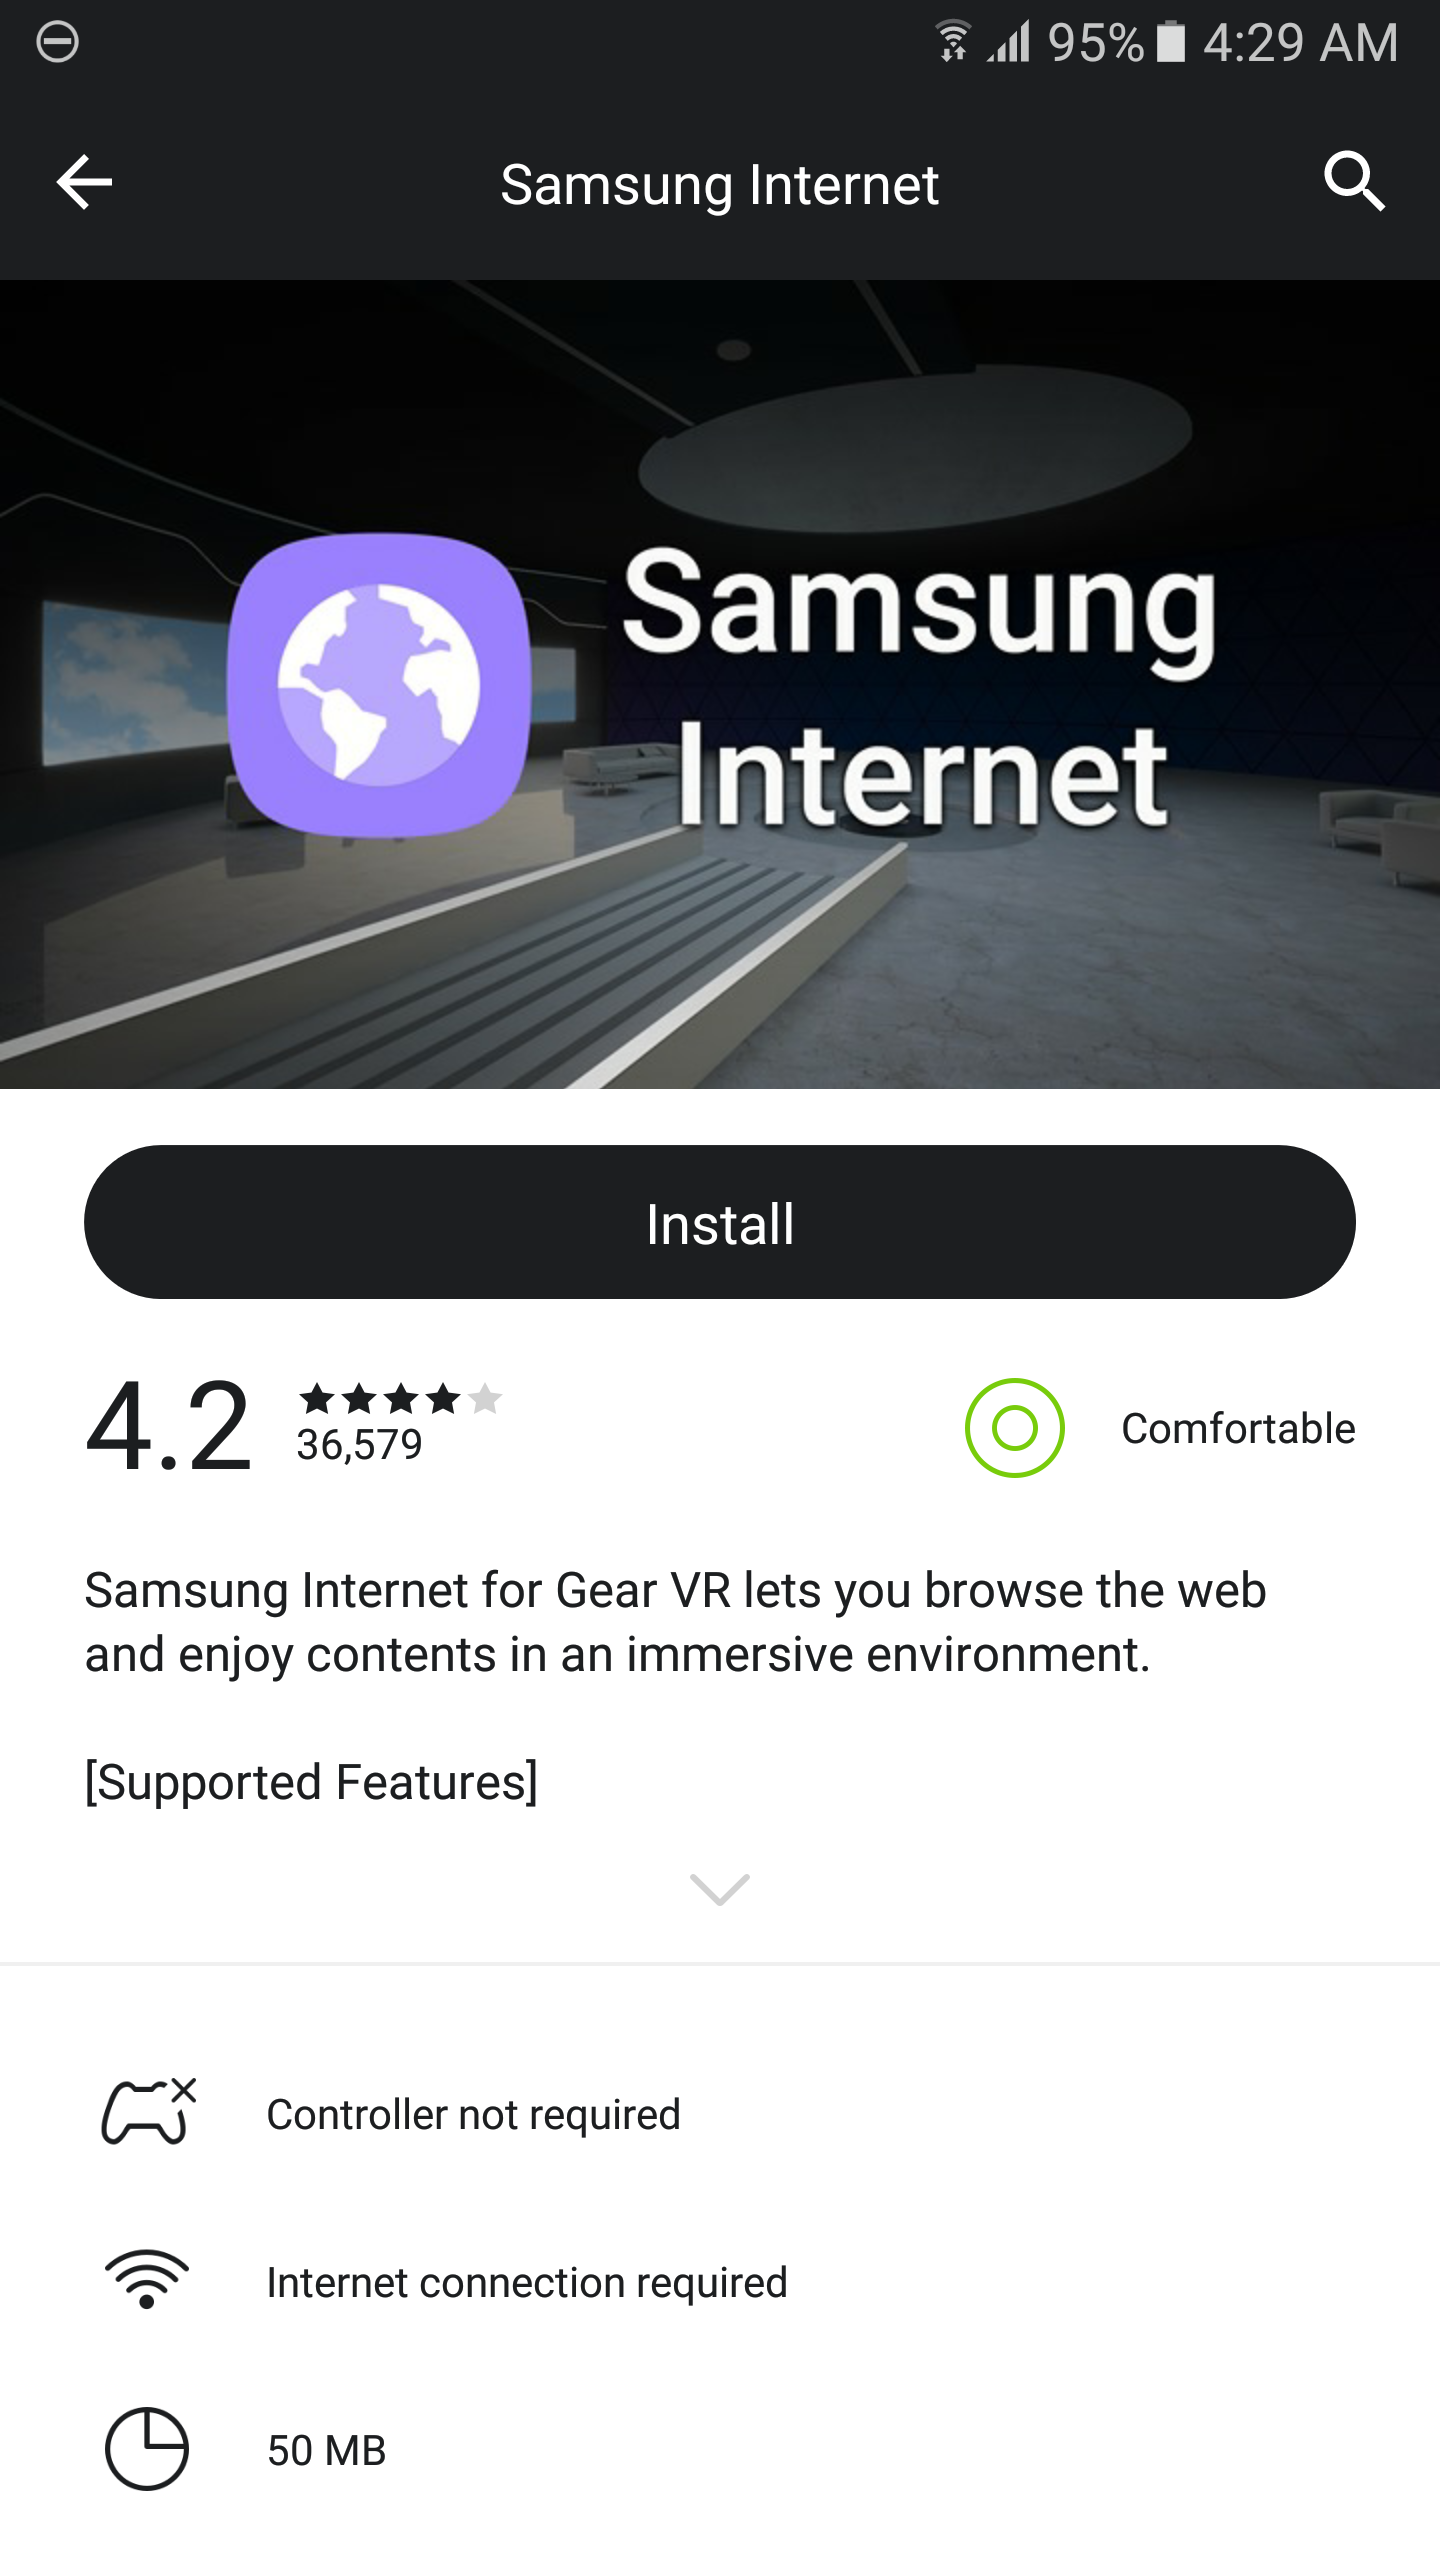 95% 4:29 AM
Samsung Internet
Samsung
Internet
Install
4.2
36,579
Comfortable
Samsung Internet for Gear VR lets you browse the web
and enjoy contents in an immersive environment.
[Supported Features]
Controller not required
Internet connection required
50 MB